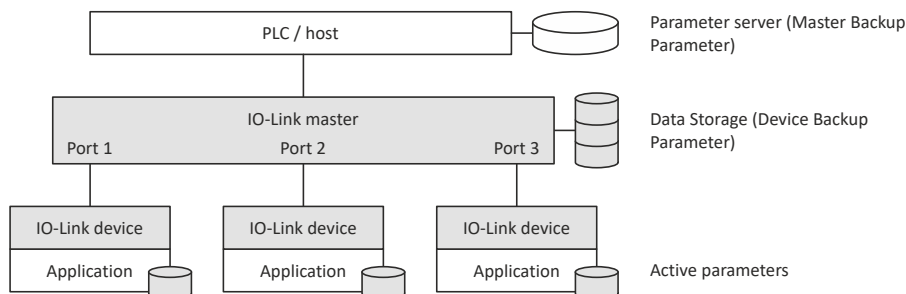 PLC / host
Parameter server (Master Backup
Parameter)
IO-Link master
Port 1 Port 2 Port 3
Data Storage (Device Backup
Parameter)
IO-Link device IO-Link device IO-Link device
Application Application Application
Active parameters